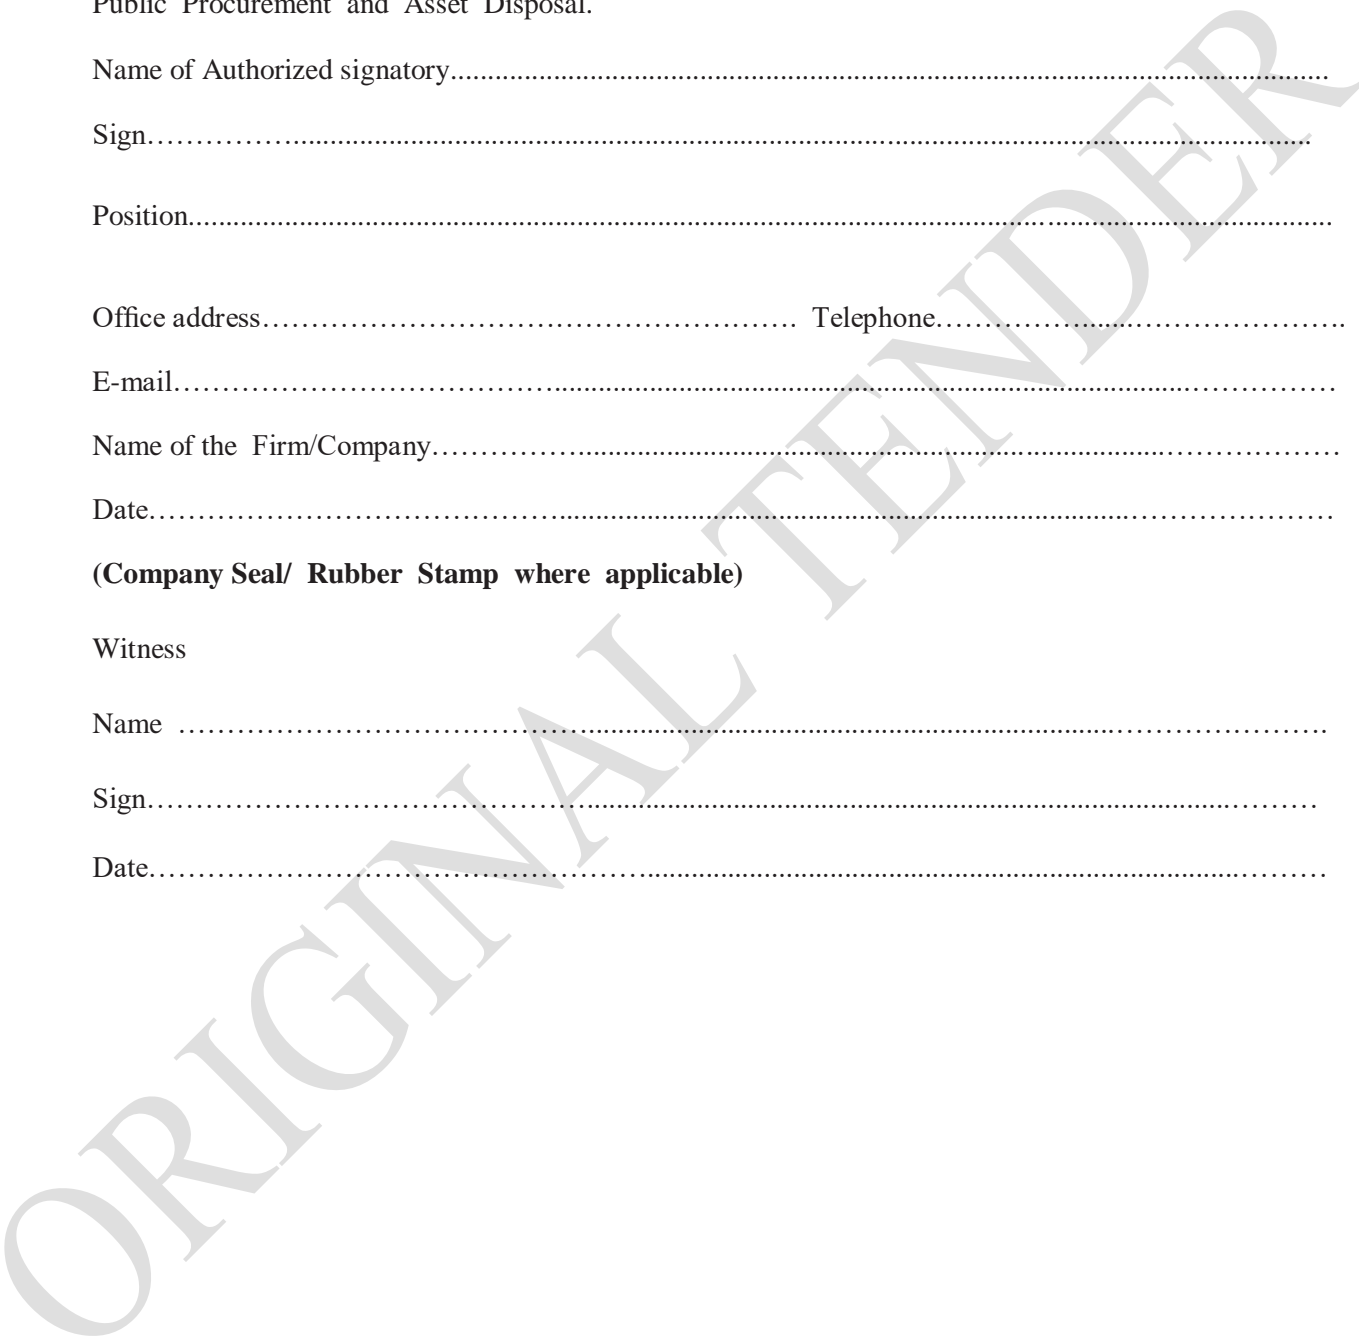 Public Procurement and Asset Disposal.
Name of Authorized signatory..........................................................................................................................
Sign……………......................................................................................................................................
Position..............................................................................................................................................................
Office address………………………………………………. Telephone…………….......………………….
E-mail…………………………………......................................................................................……………
Name of the Firm/Company……………................................................................................………………
Date……………………………………..............................................................................…………………
(Company Seal/ Rubber Stamp where applicable)
Witness
Name ……………………………………..........................................................................………………….
Sign………………………………………........................................................................................………
Date……………………………………………..................................................................................………
ORIGINAL TENDER